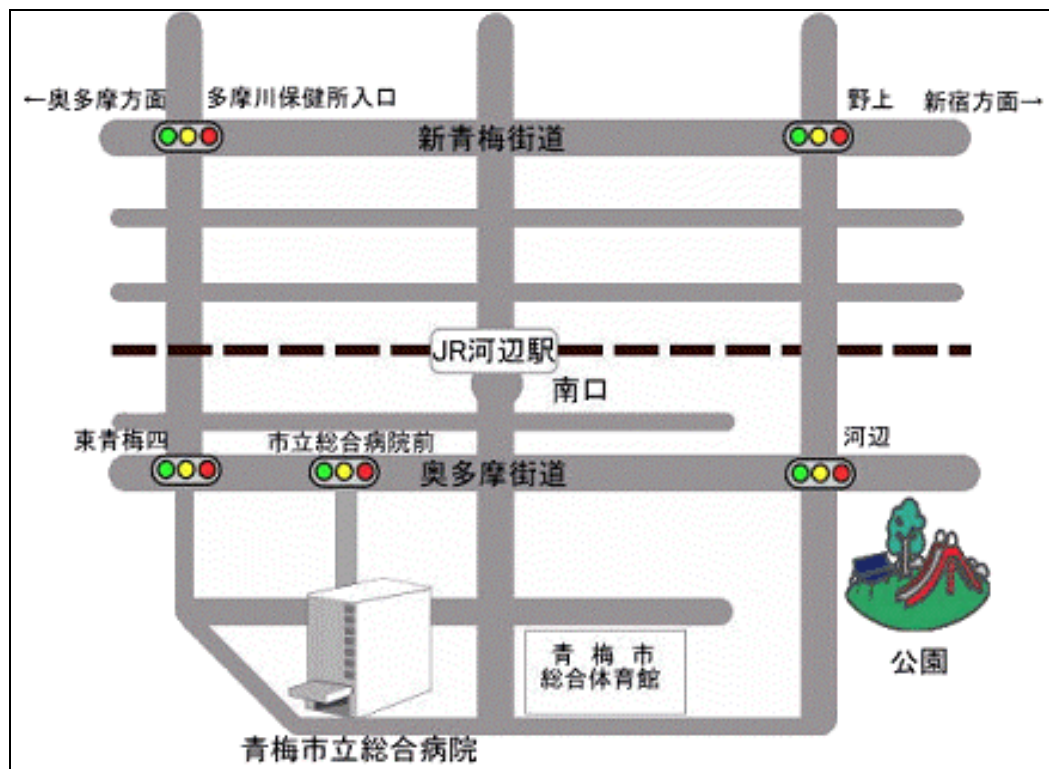 ←奥多摩方面
多摩川保健所入口
野上
新宿方面→
新青梅街道
JR河辺駅
南口
東青梅四
市立総合病院前
河辺
奥多摩街道
青梅市
総合体育館
公園
青梅市立総合病院